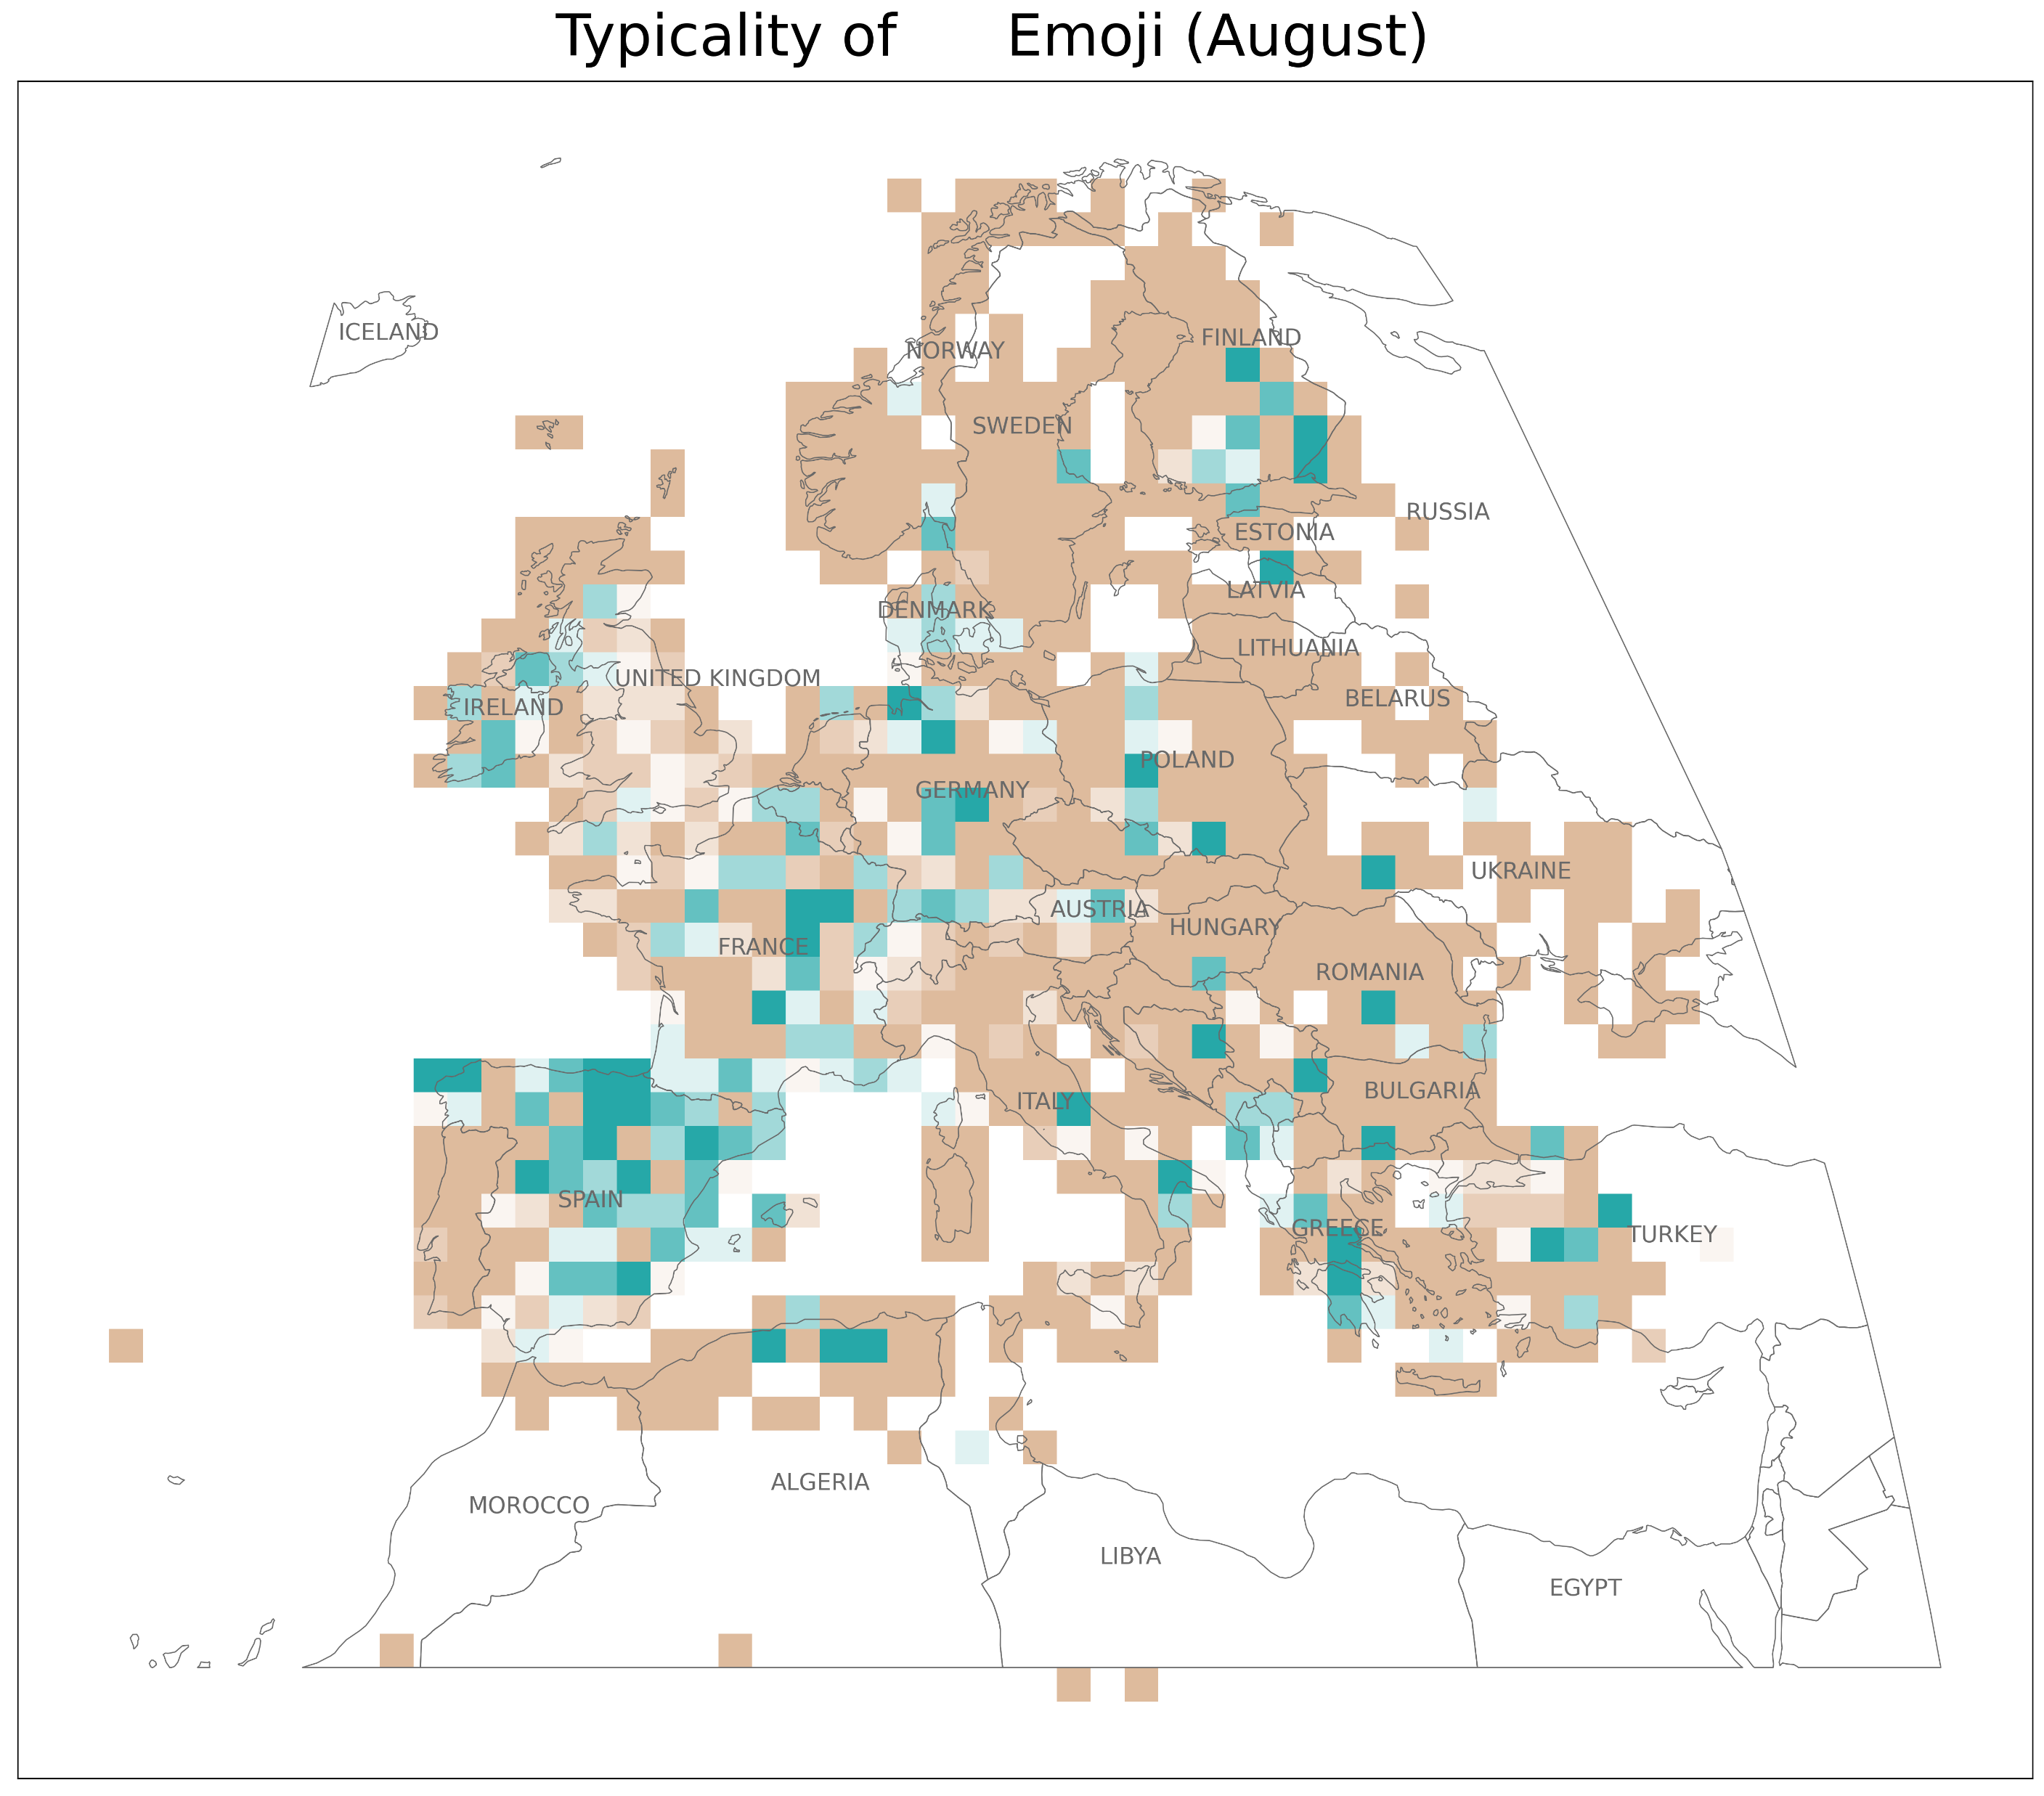 Typicality of Emoji (August)
ICELAND
NORWAY
FINLAND
SWEDEN
RUSSIA
ESTONIA
LATVIA
DENMARK
LITHUANIA
UNITED KINGDOM
IRELAND
BELARUS
POLAND
GERMANY
UKRAINE
AUSTRIA
HUNGARY
FRANCE
ROMANIA
ITALY
BULGARIA
SPAIN
GREECE
TURKEY
ALGERIA
MOROCCO
LIBYA
EGYPT